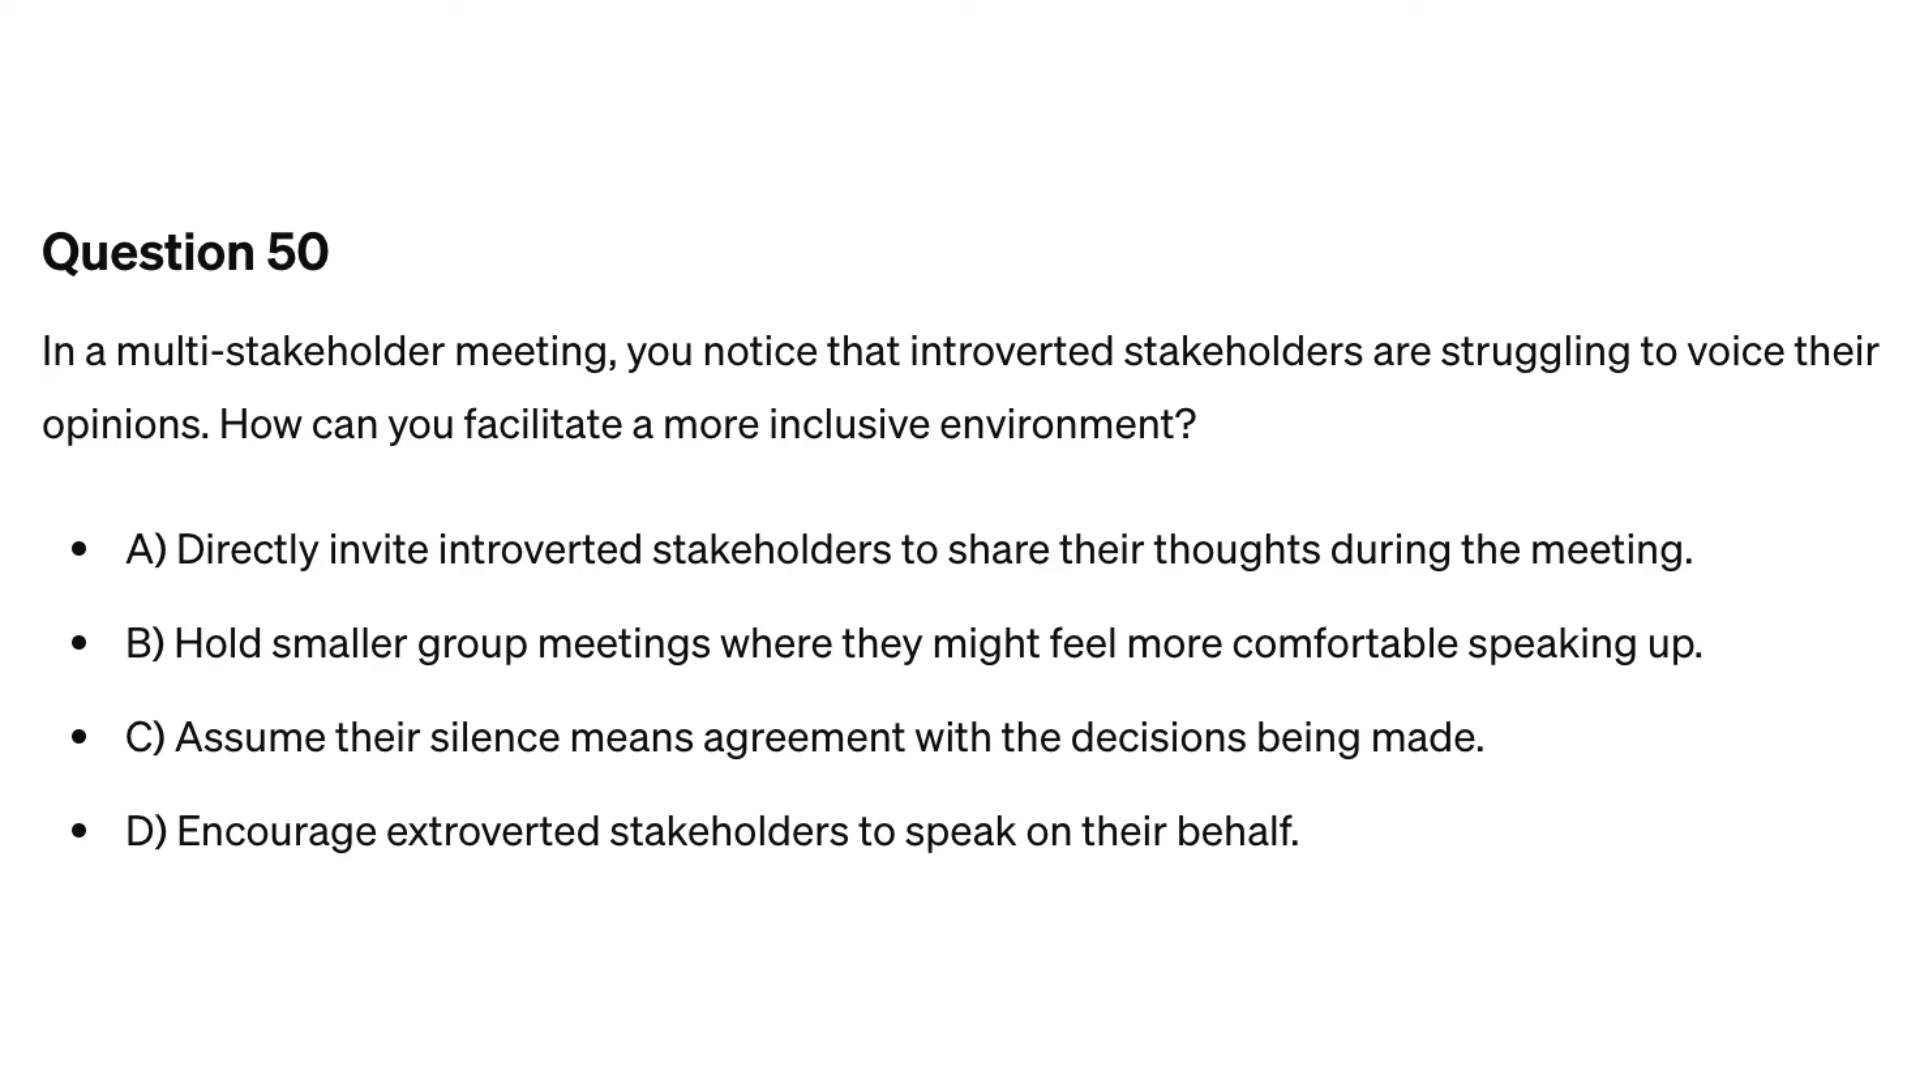 Question 50
In a multi-stakeholder meeting, you notice that introverted stakeholders are struggling to voice their
opinions. How can you facilitate a more inclusive environment?
• A) Directly invite introverted stakeholders to share their thoughts during the meeting.
• B) Hold smaller group meetings where they might feel more comfortable speaking up.
• C) Assume their silence means agreement with the decisions being made.
• D) Encourage extroverted stakeholders to speak on their behalf.